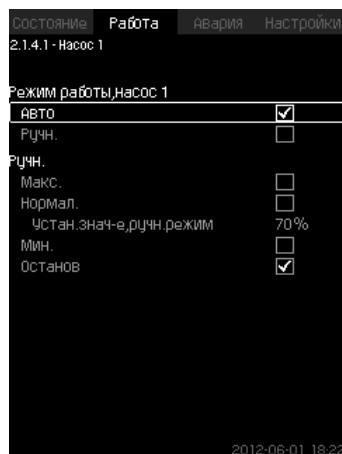 Состояние Работа Авария Настройки
2.1.4.1 - Насос 1
Режим работы,насос 1
Авто
Ручн.
Ручн.
Макс.
Нормал.
Устан.знач-е,ручн.режим 70%
Мин.
Останов
2012-06-01 18:22